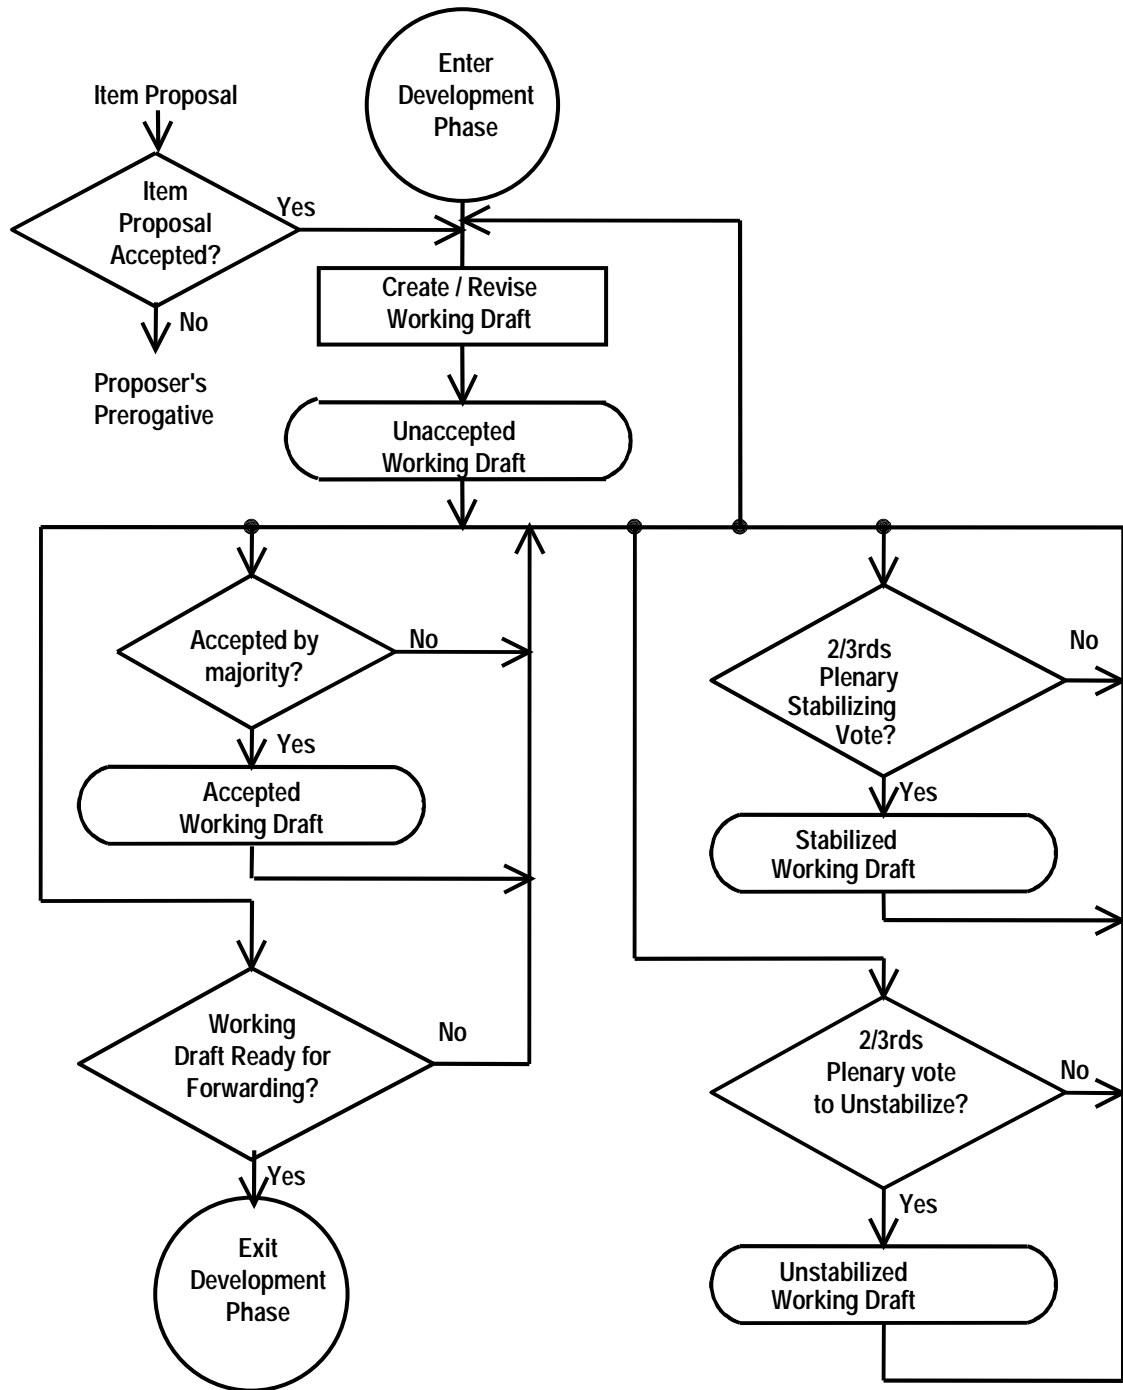 Enter
Development
Phase
Item Proposal
Item
Proposal
Accepted?
Yes
No
Proposer's
Prerogative
Create / Revise
Working Draft
Unaccepted
Working Draft
Accepted by
majority?
No
Yes
Accepted
Working Draft
Working
Draft Ready for
Forwarding?
No
Yes
Exit
Development
Phase
2/3rds
Plenary
Stabilizing
Vote?
No
Yes
Stabilized
Working Draft
2/3rds
Plenary vote
to Unstabilize?
No
Yes
Unstabilized
Working Draft